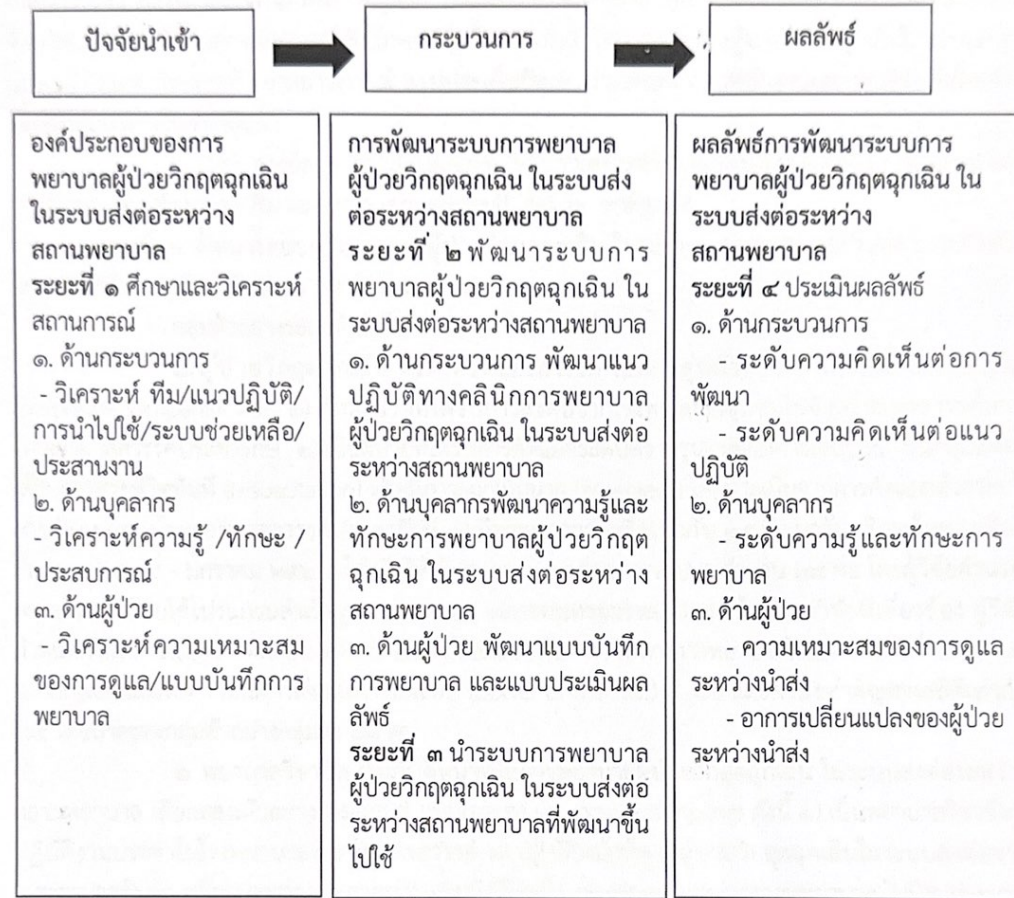 ปัจจัยนำเข้า
กระบวนการ
ผลลัพธ์
องค์ประกอบของการ
พยาบาลผู้ป่วยวิกฤตฉุกเฉิน
ในระบบส่งต่อระหว่าง
สถานพยาบาล
ระยะที่ ๑ ศึกษาและวิเคราะห์
สถานการณ์
๑. ด้านกระบวนการ
- วิเคราะห์ ทีม/แนวปฏิบัติ/
การนำไปใช้/ระบบช่วยเหลือ/
ประสานงาน
๒. ด้านบุคลากร
- วิเคราะห์ความรู้ /ทักษะ /
ประสบการณ์
๓. ด้านผู้ป่วย
- วิเคราะห์ความเหมาะสม
ของการดูแล/แบบบันทึกการ
พยาบาล
การพัฒนาระบบการพยาบาล
ผู้ป่วยวิกฤตฉุกเฉิน ในระบบส่ง
ต่อระหว่างสถานพยาบาล
ระยะที่ ๒ พัฒนาระบบการ
พยาบาลผู้ป่วยวิกฤตฉุกเฉิน ใน
ระบบส่งต่อระหว่างสถานพยาบาล
๑. ด้านกระบวนการ พัฒนาแนว
ปฏิบัติทางคลินิกการพยาบาล
ผู้ป่วยวิกฤตฉุกเฉิน ในระบบส่งต่อ
ระหว่างสถานพยาบาล
๒. ด้านบุคลากรพัฒนาความรู้และ
ทักษะการพยาบาลผู้ป่วยวิกฤต
ฉุกเฉิน ในระบบส่งต่อระหว่าง
สถานพยาบาล
๓. ด้านผู้ป่วย พัฒนาแบบบันทึก
การพยาบาล และแบบประเมินผล
ลัพธ์
ระยะที่ ๓ นำระบบการพยาบาล
ผู้ป่วยวิกฤตฉุกเฉิน ในระบบส่งต่อ
ระหว่างสถานพยาบาลที่พัฒนาขึ้น
ไปใช้
ผลลัพธ์การพัฒนาระบบการ
พยาบาลผู้ป่วยวิกฤตฉุกเฉิน ใน
ระบบส่งต่อระหว่าง
สถานพยาบาล
ระยะที่ ๔ ประเมินผลลัพธ์
๑. ด้านกระบวนการ
- ระดับความคิดเห็นต่อการ
พัฒนา
- ระดับความคิดเห็นต่อแนว
ปฏิบัติ
๒. ด้านบุคลากร
- ระดับความรู้และทักษะการ
พยาบาล
๓. ด้านผู้ป่วย
- ความเหมาะสมของการดูแล
ระหว่างนำส่ง
- อาการเปลี่ยนแปลงของผู้ป่วย
ระหว่างนำส่ง